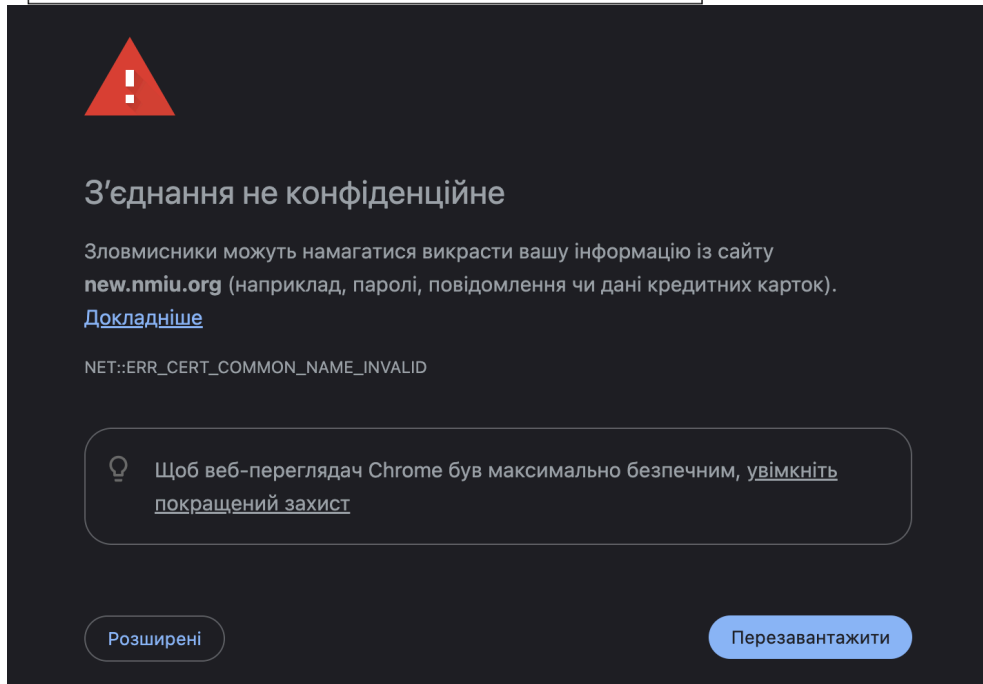 З’єднання не конфіденційне
Зловмисники можуть намагатися викрасти вашу інформацію із сайту
new.nmiu.org (наприклад, паролі, повідомлення чи дані кредитних карток).
Докладніше
NET::ERR_CERT_COMMON_NAME_INVALID
Щоб веб-переглядач Chrome був максимально безпечним, увімкніть
покращений захист
Розширені
Перезавантажити